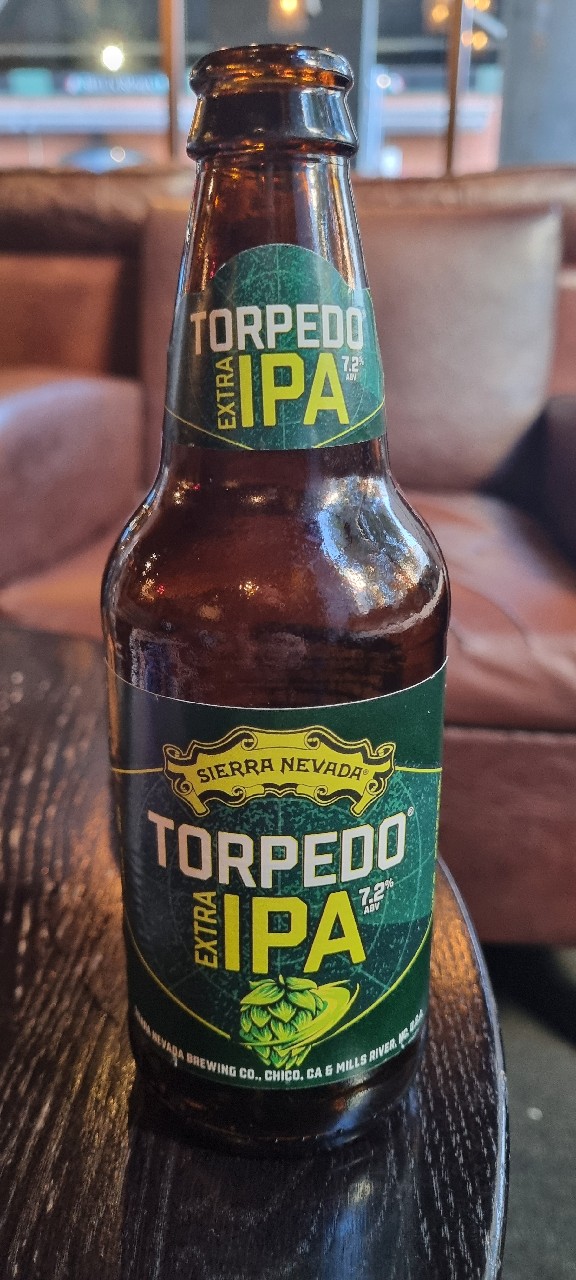 TORPEDO
EXTRA IPA 7.2%
ABV
SIERRA NEVADA®
TORPEDO®
EXTRA IPA 7.2%
ABV
NEVADA BREWING CO., CHICO, CA & MILLS RIVER, NC U.S.A.